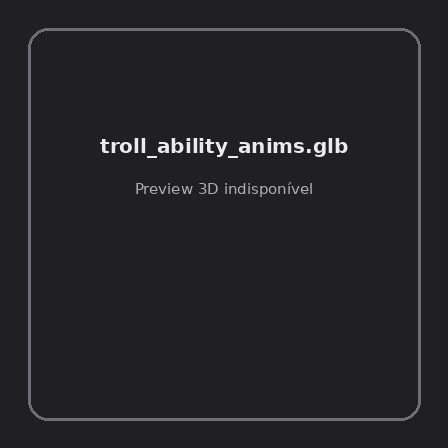 troll_ability_anims.glb
Preview 3D indisponível